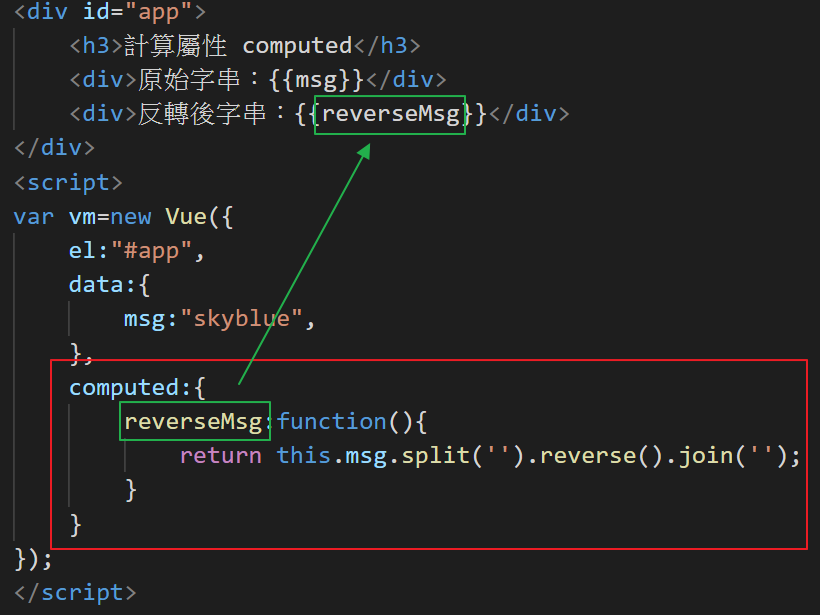 <div id="app">
<h3>計算屬性 computed</h3>
<div>原始字串：{{msg}}</div>
<div>反轉後字串：{{reverseMsg}}</div>
</div>
<script>
var vm=new Vue({
el:"#app",
data:{
msg:"skyblue",
},
computed:{
reverseMsg:function(){
return this.msg.split('').reverse().join('');
}
}
});
</script>